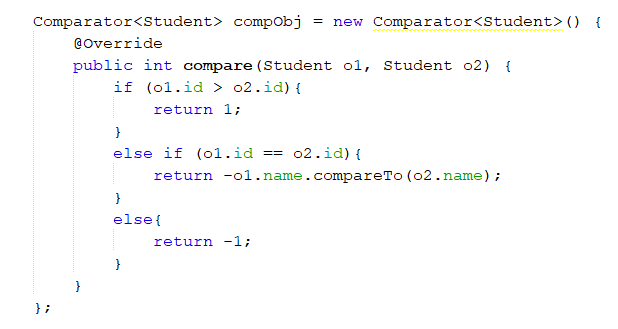 Comparator<Student> compObj = new Comparator<Student>() {
    @Override
    public int compare(Student o1, Student o2) {
        if (o1.id > o2.id){
            return 1;
        }
        else if (o1.id == o2.id){
            return -o1.name.compareTo(o2.name);
        }
        else{
            return -1;
        }
    }
};